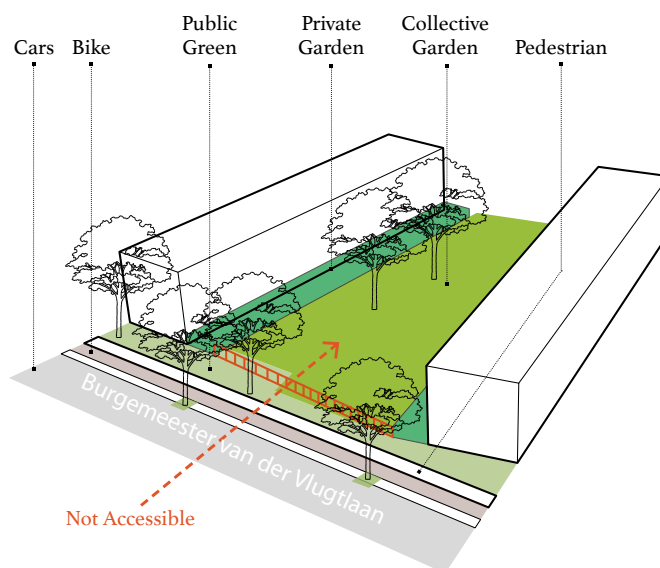 Cars
Bike
Public
Green
Private
Garden
Collective
Garden
Pedestrian
Burgemeester van der Vlugtlaan
Not Accessible